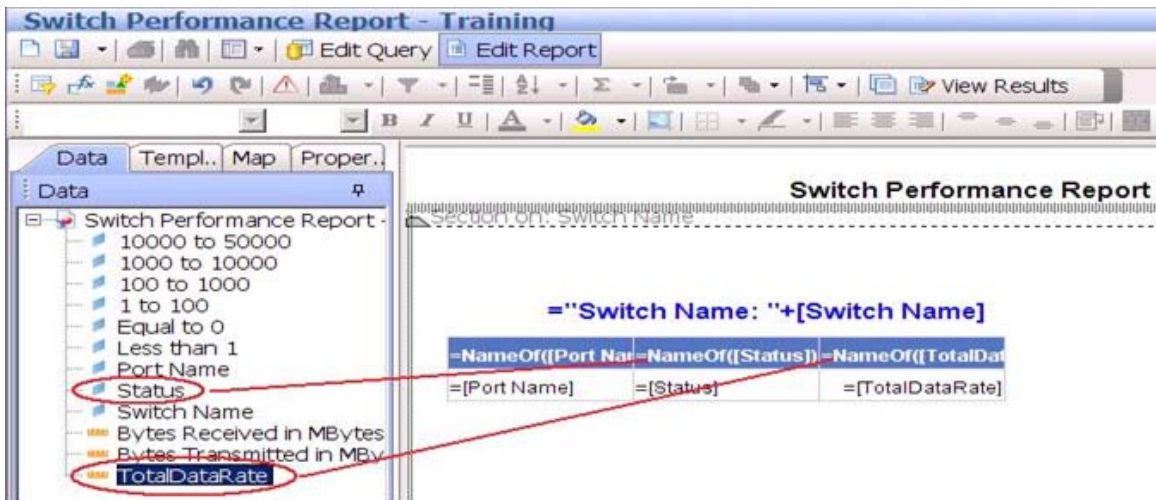 Switch Performance Report - Training
Edit Query Edit Report
View Results
B I U A
Data Templ.. Map Proper..
Data
Switch Performance Report -
10000 to 50000
1000 to 10000
100 to 1000
1 to 100
Equal to 0
Less than 1
Port Name
Status
Switch Name
Bytes Received in MBytes
Bytes Transmitted in MBy
TotalDataRate
Switch Performance Report
Section on: Switch Name
="Switch Name: "+[Switch Name]
=NameOf([Port Nar =NameOf([Status]) =NameOf([TotalDat
=[Port Name] =[Status] =[TotalDataRate]